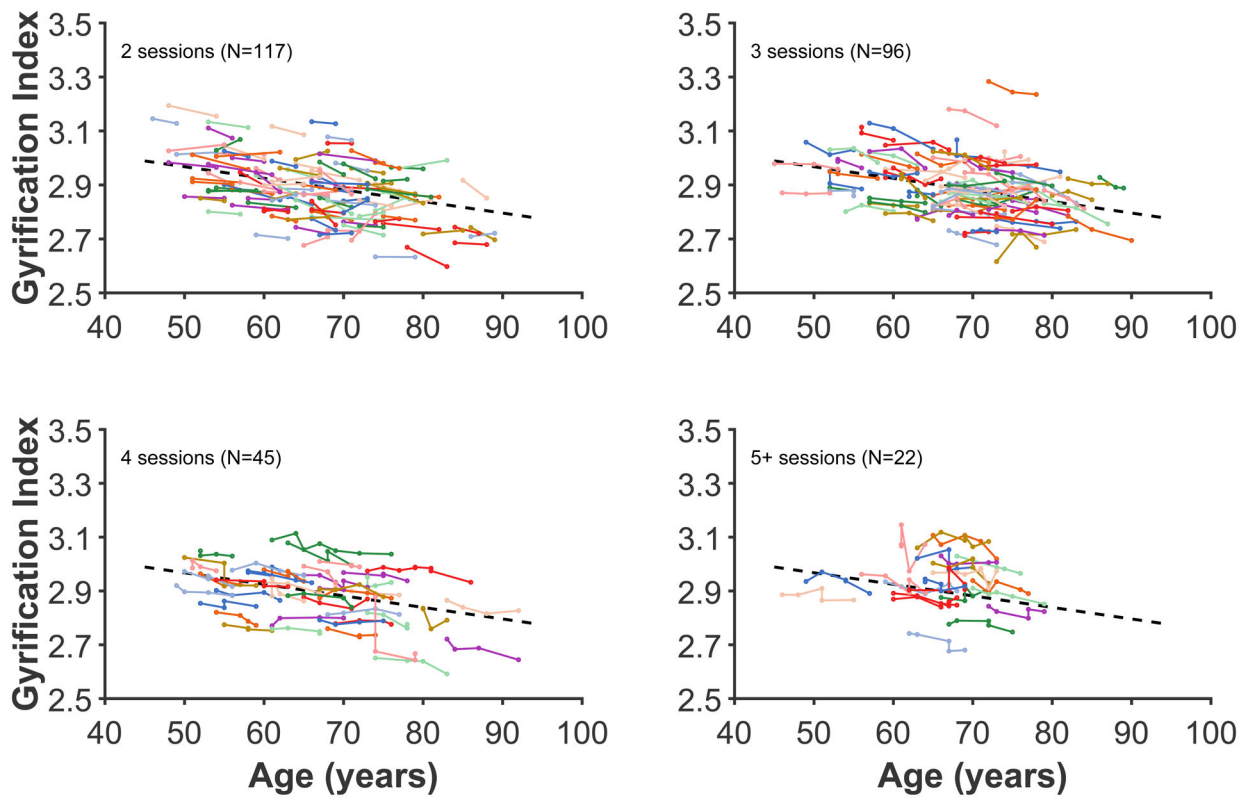 Gyrification Index
3.5
3.3
3.1
2.9
2.7
2.5
2 sessions (N=117)
40 50 60 70 80 90 100
3.5
3.3
3.1
2.9
2.7
2.5
3 sessions (N=96)
40 50 60 70 80 90 100
Gyrification Index
3.5
3.3
3.1
2.9
2.7
2.5
4 sessions (N=45)
40 50 60 70 80 90 100
Age (years)
3.5
3.3
3.1
2.9
2.7
2.5
5+ sessions (N=22)
40 50 60 70 80 90 100
Age (years)